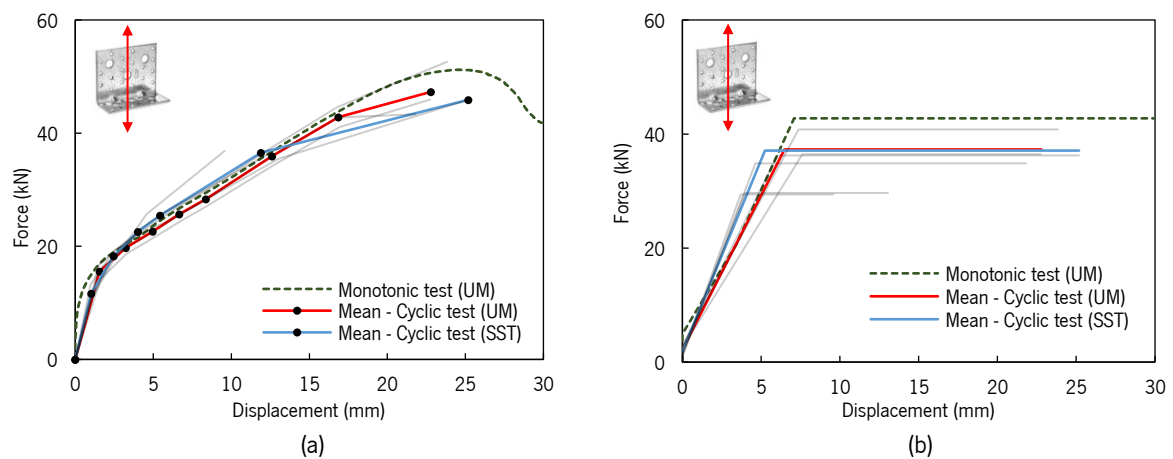 60
40
20
0
Force (kN)
0 5 10 15 20 25 30
Displacement (mm)
Monotonic test (UM)
Mean - Cyclic test (UM)
Mean - Cyclic test (SST)
(a)
60
40
20
0
Force (kN)
0 5 10 15 20 25 30
Displacement (mm)
Monotonic test (UM)
Mean - Cyclic test (UM)
Mean - Cyclic test (SST)
(b)